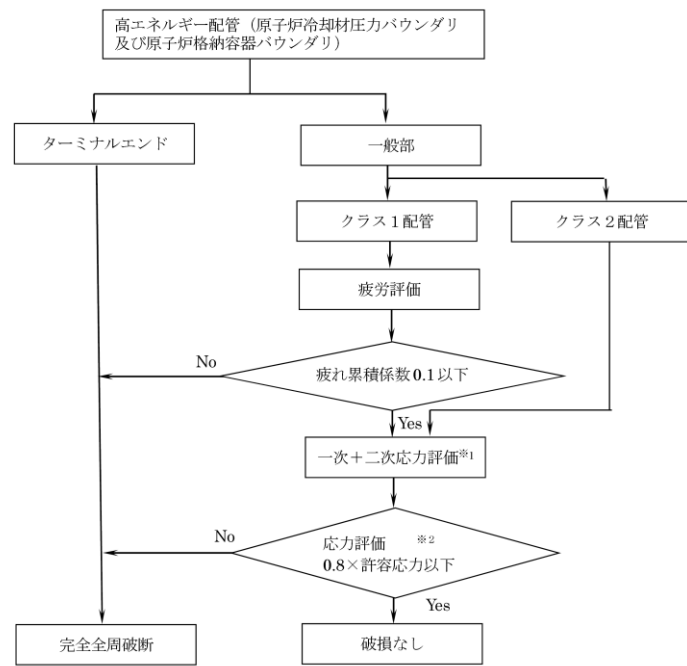 高エネルギー配管（原子炉冷却材圧力バウンダリ
及び原子炉格納容器バウンダリ）
ターミナルエンド
一般部
クラス１配管
クラス２配管
疲労評価
No
疲れ累積係数0.1以下
Yes
一次＋二次応力評価※1
No
応力評価 ※2
0.8×許容応力以下
Yes
完全全周破断
破損なし